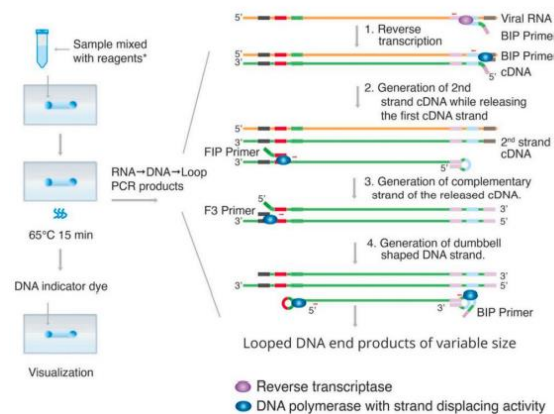 Sample mixed
with reagents*
65°C 15 min
DNA indicator dye
Visualization
RNA→DNA→Loop
PCR products
5'
Viral RNA
BIP Primer
1. Reverse
transcription
5'
3'
BIP Primer
cDNA
5'
2. Generation of 2nd
strand cDNA while releasing
the first cDNA strand
5'
3'
2nd strand
cDNA
FIP Primer
3'
3. Generation of complementary
strand of the released cDNA.
5'
F3 Primer
3'
3'
5'
4. Generation of dumbbell
shaped DNA strand.
3'
3'
5'
5'
3'
BIP Primer
Looped DNA end products of variable size
Reverse transcriptase
DNA polymerase with strand displacing activity